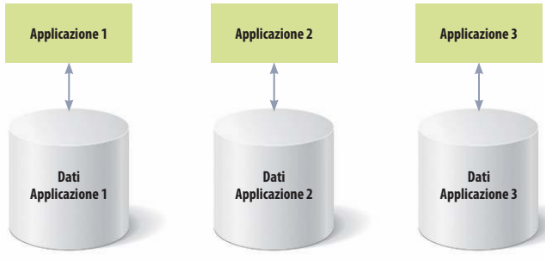 Applicazione 1
Applicazione 2
Applicazione 3
Dati
Applicazione 1
Dati
Applicazione 2
Dati
Applicazione 3